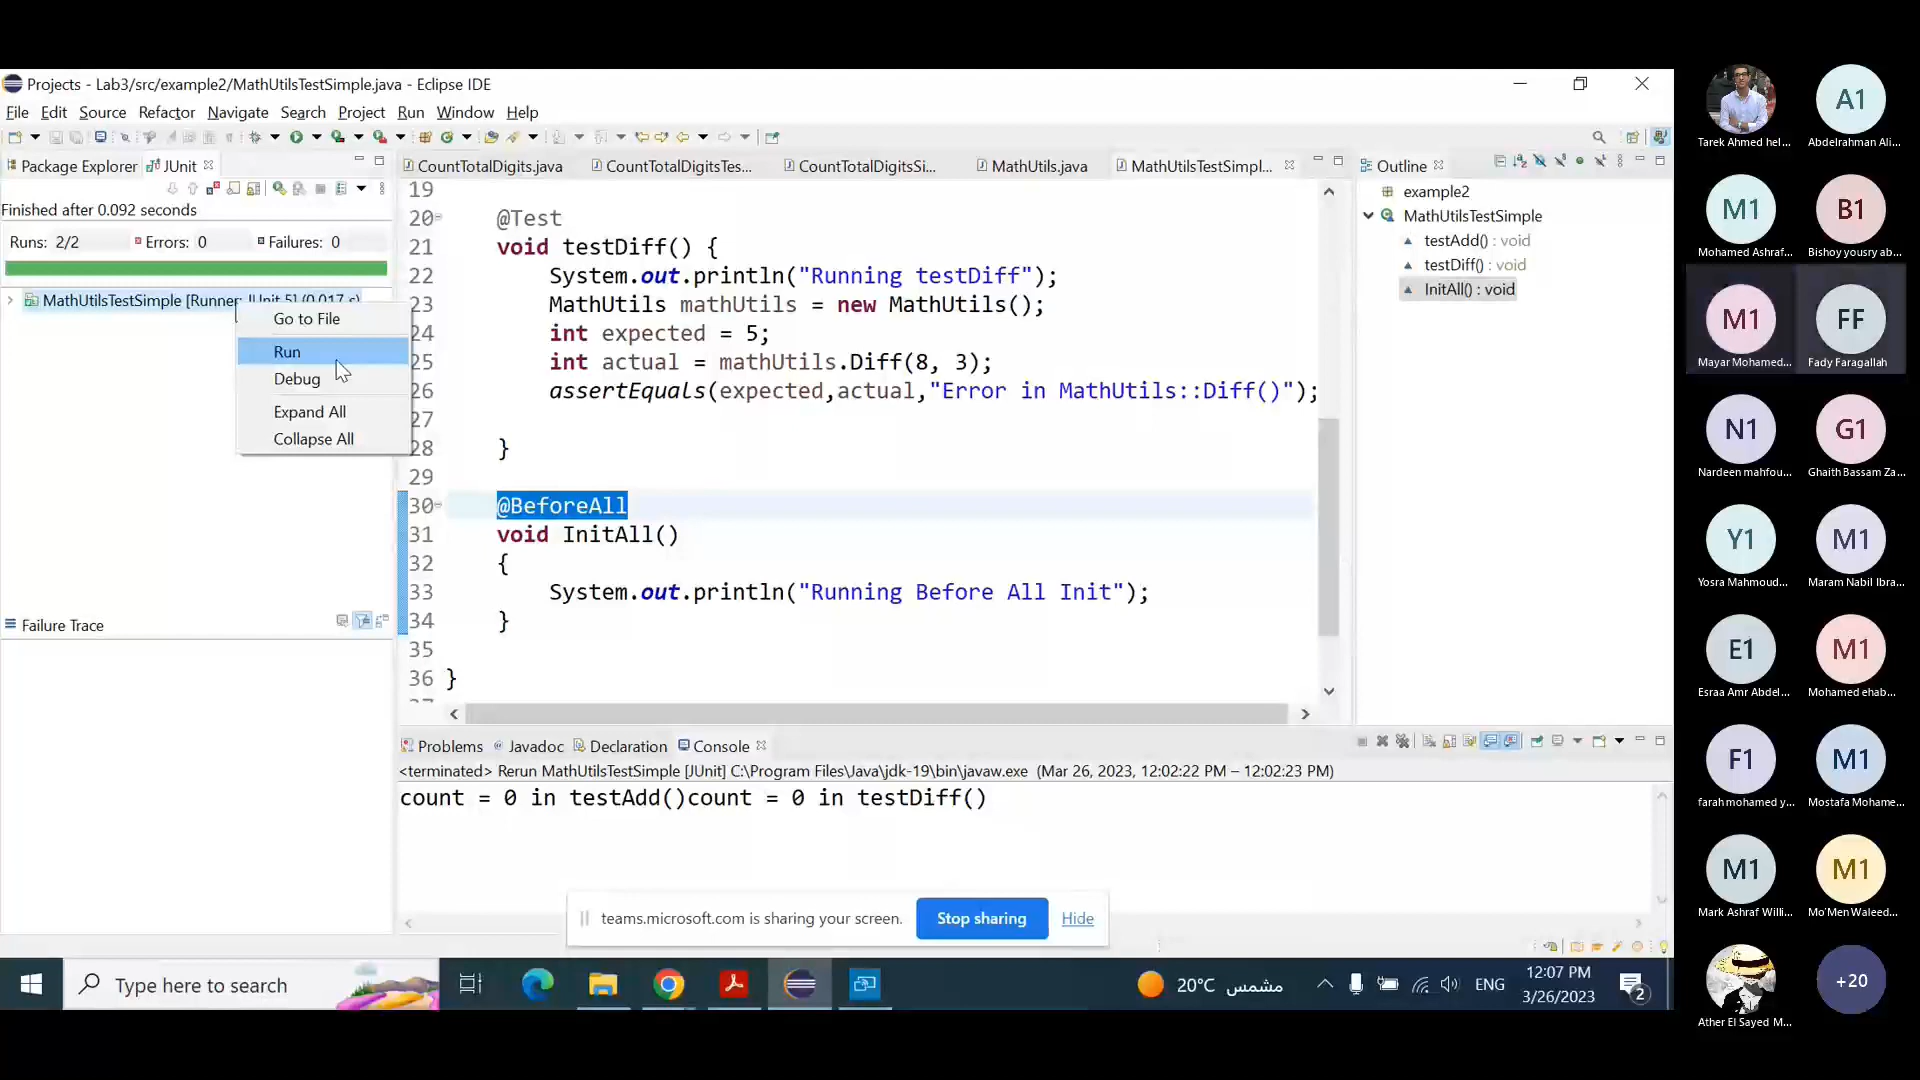 Projects - Lab3/src/example2/MathUtilsTestSimple.java - Eclipse IDE
File Edit Source Refactor Navigate Search Project Run Window Help
Package Explorer JUnit
Finished after 0.092 seconds
Runs: 2/2 Errors: 0 Failures: 0
MathUtilsTestSimple [Runner: JUnit 5] (0.017 s)
Go to File
Run
Debug
Expand All
Collapse All
Failure Trace
CountTotalDigits.java CountTotalDigitsTes... CountTotalDigitsSi... MathUtils.java MathUtilsTestSimpl...
19
20 @Test
21 void testDiff() {
22 System.out.println("Running testDiff");
23 MathUtils mathUtils = new MathUtils();
24 int expected = 5;
25 int actual = mathUtils.Diff(8, 3);
26 assertEquals(expected,actual,"Error in MathUtils::Diff()");
27
28 }
29
30 @BeforeAll
31 void InitAll()
32 {
33 System.out.println("Running Before All Init");
34 }
35
36 }
Outline
example2
MathUtilsTestSimple
testAdd() : void
testDiff() : void
InitAll() : void
Problems Javadoc Declaration Console
<terminated> Rerun MathUtilsTestSimple [JUnit] C:\Program Files\Java\jdk-19\bin\javaw.exe (Mar 26, 2023, 12:02:22 PM – 12:02:23 PM)
count = 0 in testAdd()count = 0 in testDiff()
teams.microsoft.com is sharing your screen. Stop sharing Hide
Type here to search
20°C مشمس
ENG
12:07 PM
3/26/2023
2
Tarek Ahmed hel...
A1
Abdelrahman Ali...
M1
Mohamed Ashraf...
B1
Bishoy yousry ab...
M1
Mayar Mohamed...
FF
Fady Faragallah
N1
Nardeen mahfou...
G1
Ghaith Bassam Za...
Y1
Yosra Mahmoud...
M1
Maram Nabil Ibra...
E1
Esraa Amr Abdel...
M1
Mohamed ehab...
F1
farah mohamed y...
M1
Mostafa Mohame...
M1
Mark Ashraf Willi...
M1
Mo'Men Waleed...
Ather El Sayed M...
+20